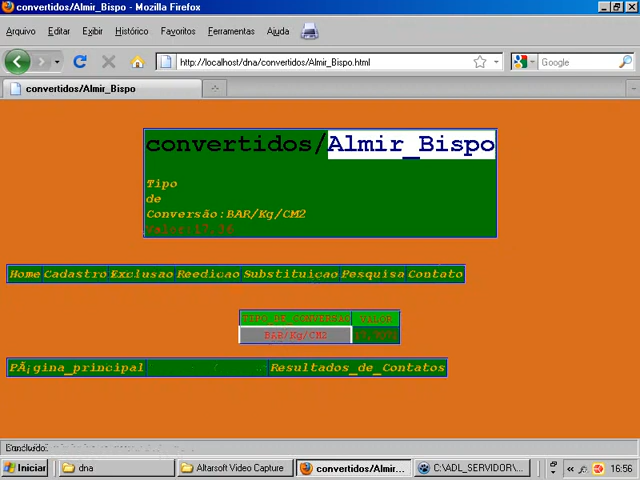 convertidos/Almir_Bispo - Mozilla Firefox
Arquivo Editar Exibir Histórico Favoritos Ferramentas Ajuda
http://localhost/dna/convertidos/Almir_Bispo.html
Google
convertidos/Almir_Bispo
convertidos/Almir_Bispo
Tipo
de
Conversão:BAR/Kg/CM2
Valor:17,36
Home Cadastro Exclusao Reedicao Substituiçao Pesquisa Contato
TIPO DE CONVERSÃO VALOR
BAR/Kg/CM2
PÃ¡gina_principal Resultados_de_Contatos
Concluído
Iniciar dna Altarsoft Video Capture convertidos/Almir... C:\ADL_SERVIDOR\... 16:56